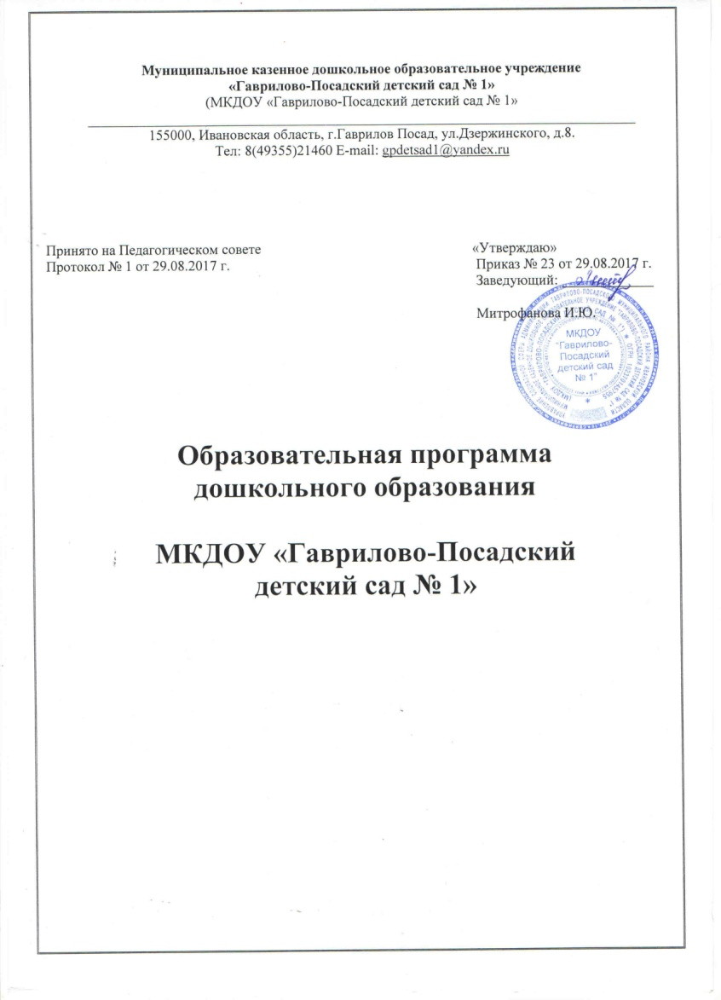 Муниципальное казенное дошкольное образовательное учреждение
«Гаврилово-Посадский детский сад № 1»
(МКДОУ «Гаврилово-Посадский детский сад № 1»
155000, Ивановская область, г.Гаврилов Посад, ул.Дзержинского, д.8.
Тел: 8(49355)21460 E-mail: gpdetsad1@yandex.ru
Принято на Педагогическом совете
Протокол № 1 от 29.08.2017 г.
«Утверждаю»
Приказ № 23 от 29.08.2017 г.
Заведующий:
Митрофанова И.Ю.
МКДОУ
"Гаврилово-
Посадский
детский сад
№ 1"
Образовательная программа
дошкольного образования
МКДОУ «Гаврилово-Посадский
детский сад № 1»